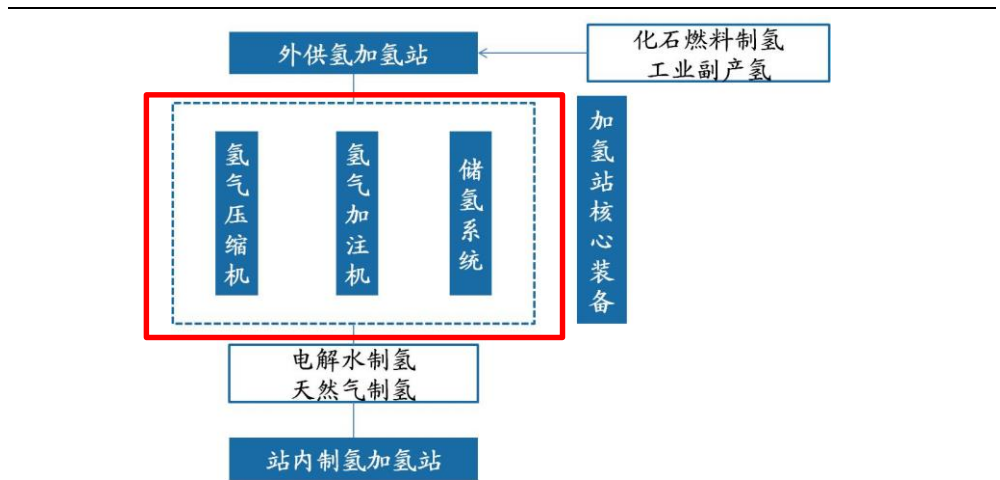 外供氢加氢站
化石燃料制氢
工业副产氢
氢气压缩机
氢气加注机
储氢系统
加氢站核心装备
电解水制氢
天然气制氢
站内制氢加氢站